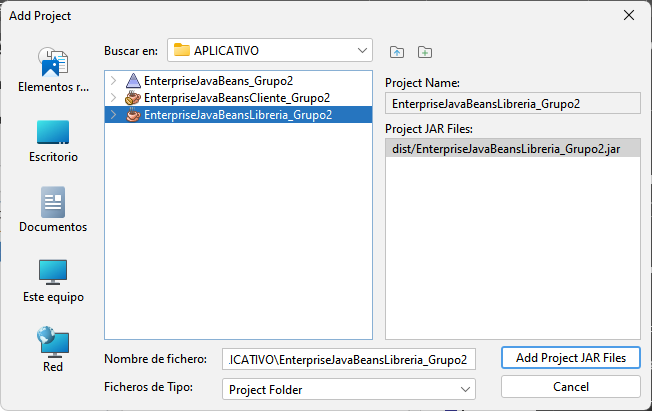 Add Project
Buscar en: APLICATIVO
Elementos r...
Escritorio
Documentos
Este equipo
Red
EnterpriseJavaBeans_Grupo2
EnterpriseJavaBeansCliente_Grupo2
EnterpriseJavaBeansLibreria_Grupo2
Project Name:
EnterpriseJavaBeansLibreria_Grupo2
Project JAR Files:
dist/EnterpriseJavaBeansLibreria_Grupo2.jar
Nombre de fichero: .ICATIVO\EnterpriseJavaBeansLibreria_Grupo2
Add Project JAR Files
Ficheros de Tipo: Project Folder
Cancel